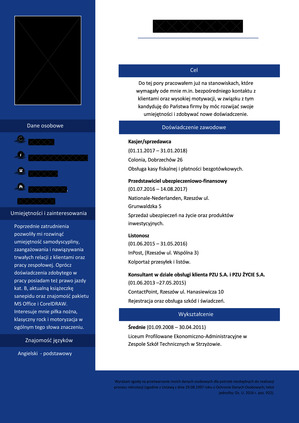 Dane osobowe
Umiejętności i zainteresowania
Poprzednie zatrudnienia
pozwoliły mi rozwinąć
umiejętność samodyscypliny,
zaangażowania i nawiązywania
trwałych relacji z klientami oraz
pracy zespołowej. Oprócz
doświadczenia zdobytego w
pracy posiadam też prawo jazdy
kat. B, aktualną książeczkę
sanepidu oraz znajomość pakietu
MS Office i CorelDRAW.
Interesuje mnie piłka nożna,
klasyczny rock i motoryzacja w
ogólnym tego słowa znaczeniu.
Znajomość języków
Angielski - podstawowy
Cel
Do tej pory pracowałem już na stanowiskach, które
wymagały ode mnie m.in. bezpośredniego kontaktu z
klientami oraz wysokiej motywacji, w związku z tym
kandyduję do Państwa firmy by móc rozwijać swoje
umiejętności i zdobywać nowe doświadczenie.
Doświadczenie zawodowe
Kasjer/sprzedawca
(01.11.2017 – 31.01.2018)
Colonia, Dobrzechów 26
Obsługa kasy fiskalnej i płatności bezgotówkowych.
Przedstawiciel ubezpieczeniowo-finansowy
(01.07.2016 – 14.08.2017)
Nationale-Nederlanden, Rzeszów ul.
Grunwaldzka 5
Sprzedaż ubezpieczeń na życie oraz produktów
inwestycyjnych.
Listonosz
(01.06.2015 – 31.05.2016)
InPost, (Rzeszów ul. Wspólna 3)
Kolportaż przesyłek i listów.
Konsultant w dziale obsługi klienta PZU S.A. i PZU ŻYCIE S.A.
(01.06.2013 –27.05.2015)
ContactPoint, Rzeszów ul. Hanasiewicza 10
Rejestracja oraz obsługa szkód i świadczeń.
Wykształcenie
Średnie (01.09.2008 – 30.04.2011)
Liceum Profilowane Ekonomiczno-Administracyjne w
Zespole Szkół Technicznych w Strzyżowie.